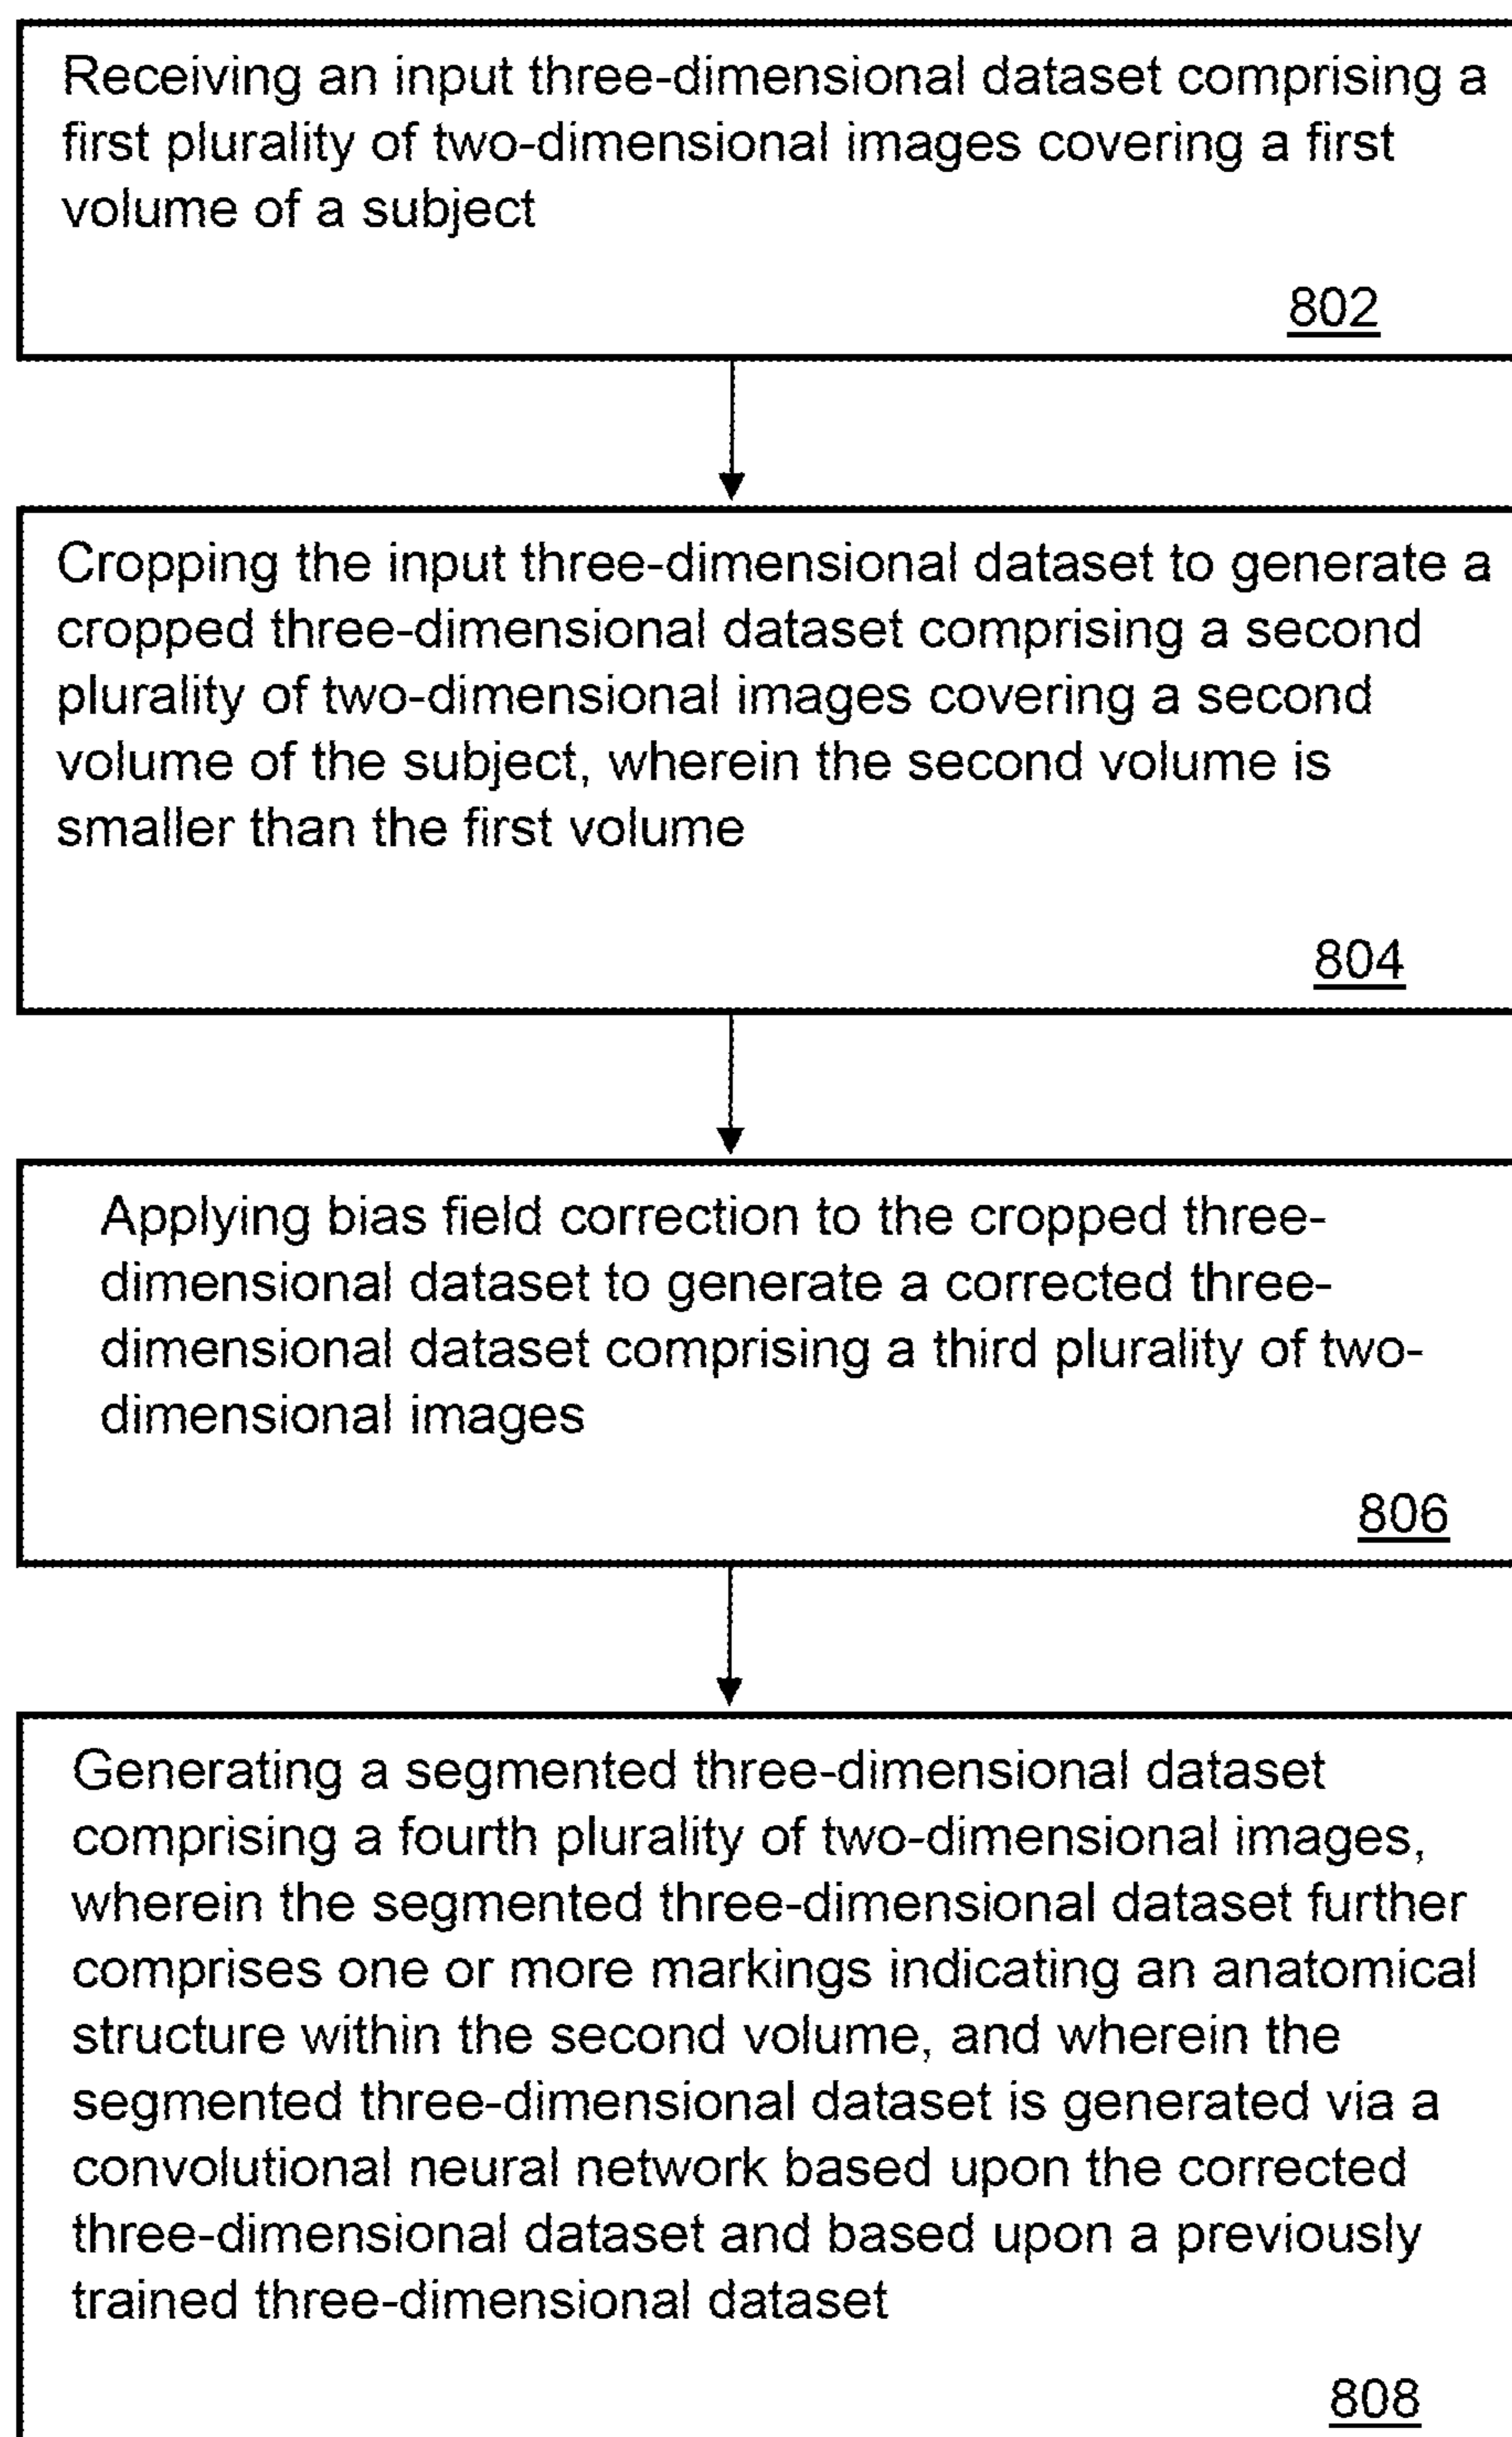 Receiving an input three-dimensional dataset comprising a
first plurality of two-dimensional images covering a first
volume of a subject
802
Cropping the input three-dimensional dataset to generate a
cropped three-dimensional dataset comprising a second
plurality of two-dimensional images covering a second
volume of the subject, wherein the second volume is
smaller than the first volume
804
Applying bias field correction to the cropped three-
dimensional dataset to generate a corrected three-
dimensional dataset comprising a third plurality of two-
dimensional images
806
Generating a segmented three-dimensional dataset
comprising a fourth plurality of two-dimensional images,
wherein the segmented three-dimensional dataset further
comprises one or more markings indicating an anatomical
structure within the second volume, and wherein the
segmented three-dimensional dataset is generated via a
convolutional neural network based upon the corrected
three-dimensional dataset and based upon a previously
trained three-dimensional dataset
808